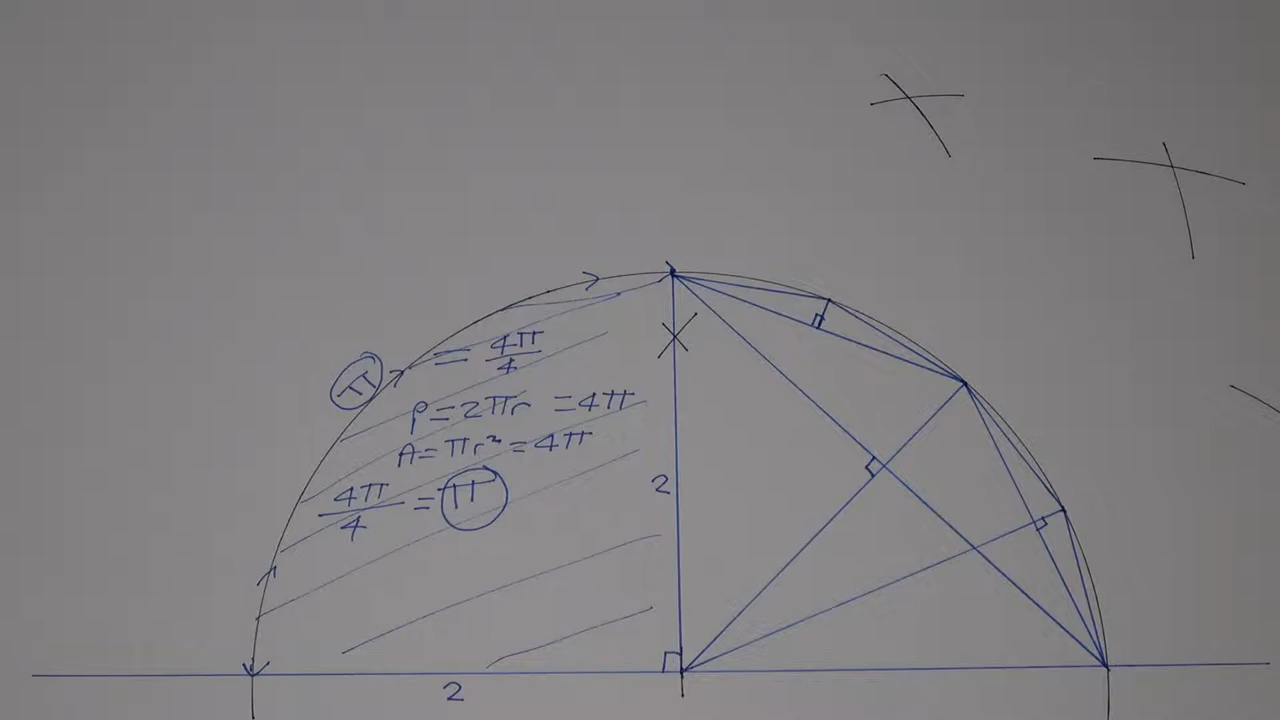 π = 4π/4
P=2πr =4π
A=πr²=4π
4π/4 = π
2
2